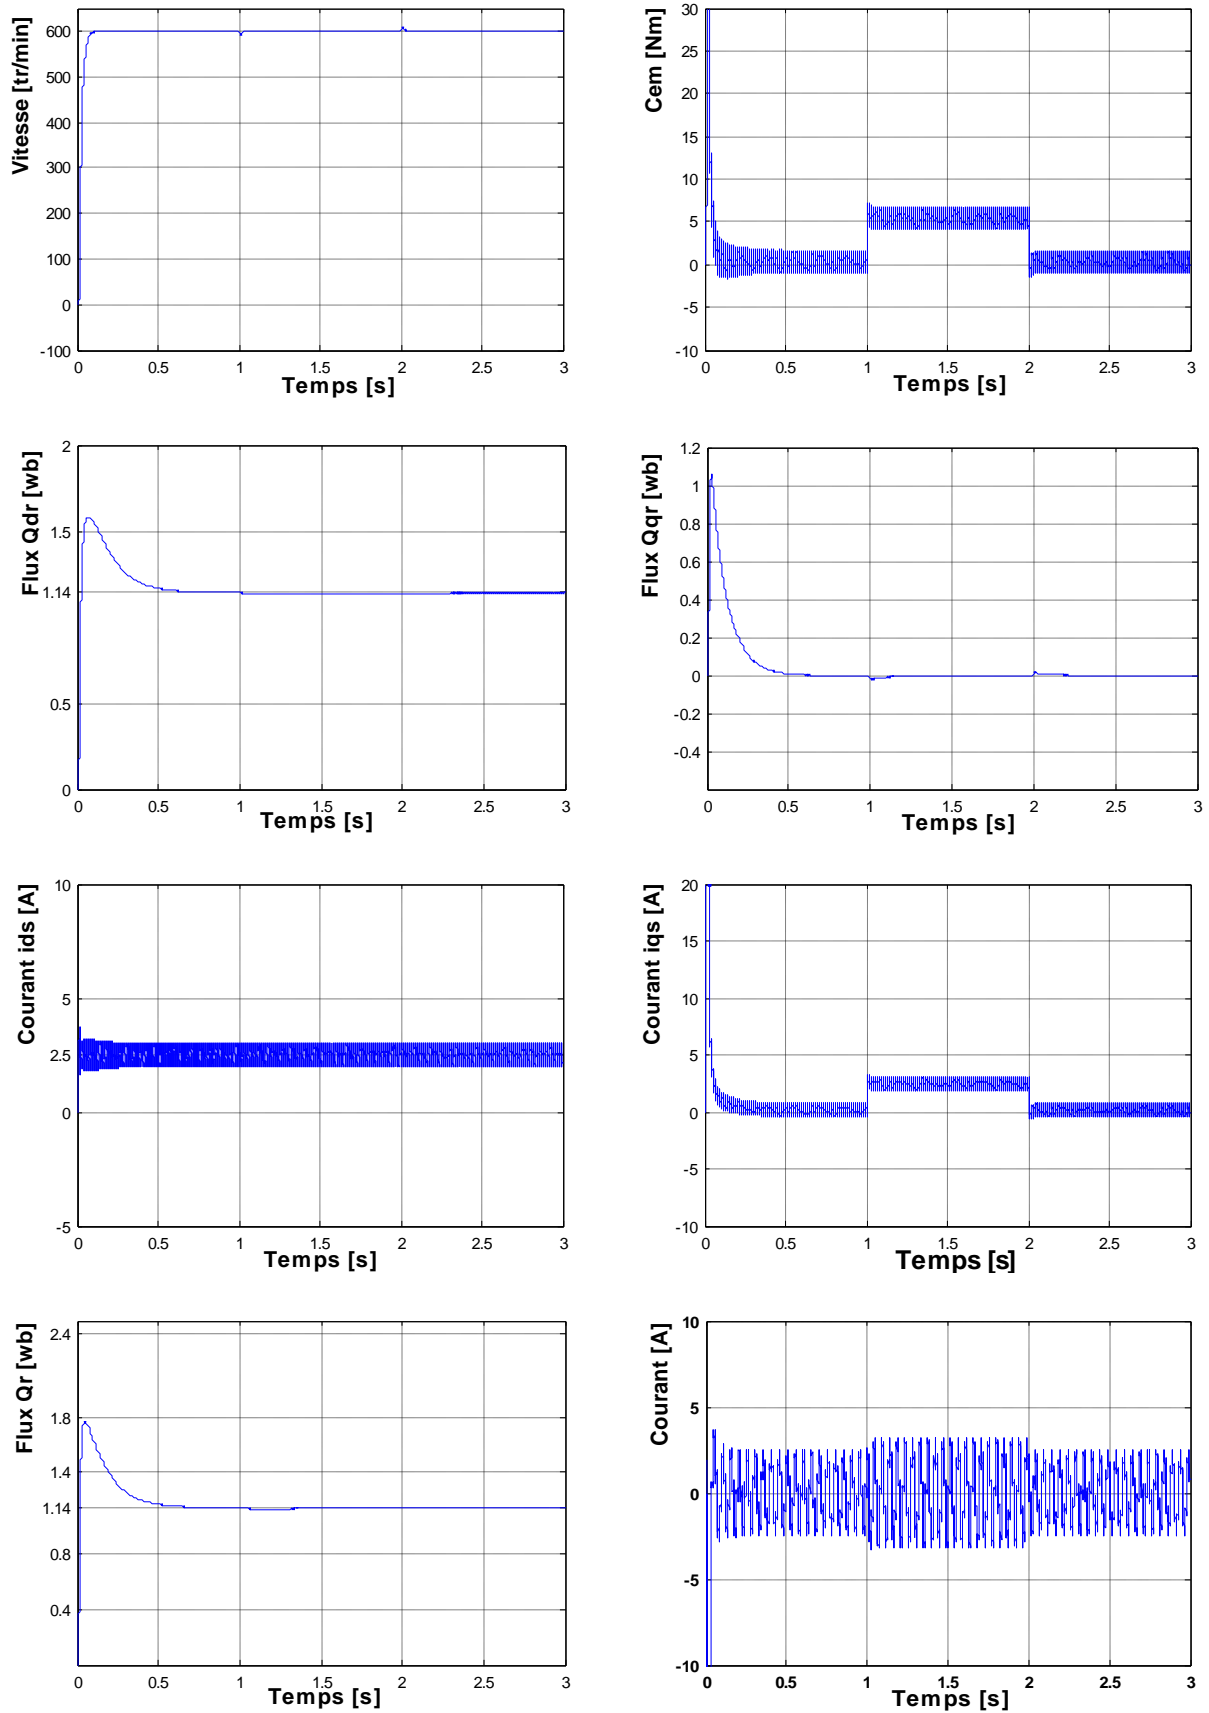 Vitesse [tr/min]
600
500
400
300
200
100
0
-100
0 0.5 1 1.5 2 2.5 3
Temps [s]
Cem [Nm]
30
25
20
15
10
5
0
-5
-10
0 0.5 1 1.5 2 2.5 3
Temps [s]
Flux Qdr [wb]
2
1.5
1.14
0.5
0
0 0.5 1 1.5 2 2.5 3
Temps [s]
Flux Qqr [wb]
1.2
1
0.8
0.6
0.4
0.2
0
-0.2
-0.4
0 0.5 1 1.5 2 2.5 3
Temps [s]
Courant ids [A]
10
5
2.5
0
-5
0 0.5 1 1.5 2 2.5 3
Temps [s]
Courant iqs [A]
20
15
10
5
0
-5
-10
0 0.5 1 1.5 2 2.5 3
Temps [s]
Flux Qr [wb]
2.4
1.8
1.4
1.14
0.8
0.4
0 0.5 1 1.5 2 2.5 3
Temps [s]
Courant [A]
10
5
0
-5
-10
0 0.5 1 1.5 2 2.5 3
Temps [s]